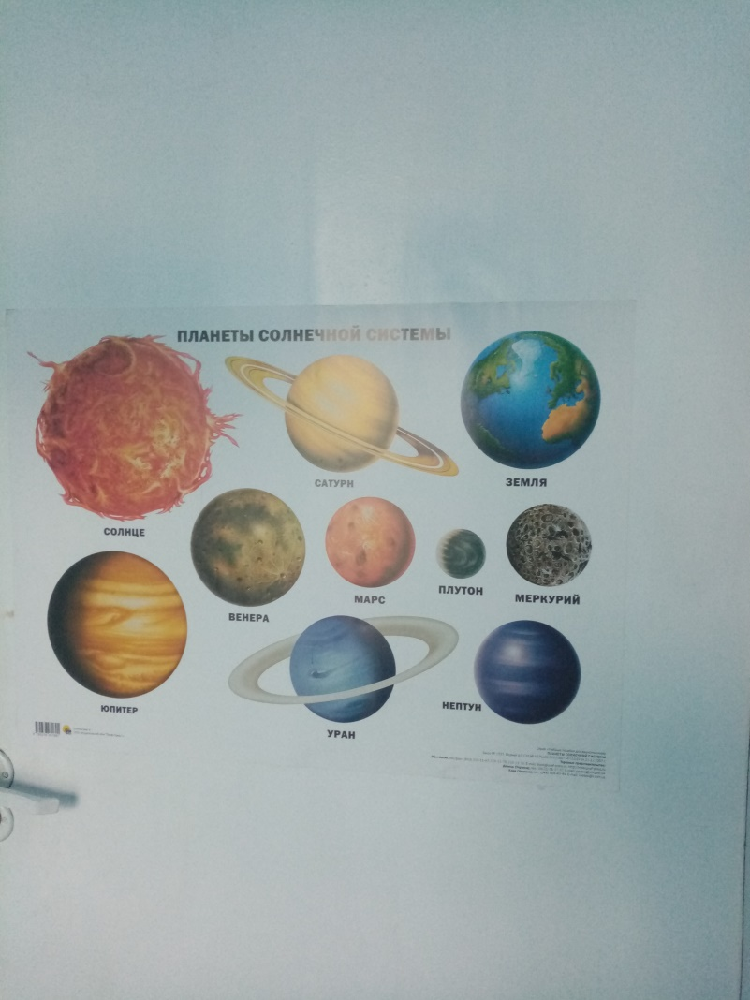 ПЛАНЕТЫ СОЛНЕЧНОЙ СИСТЕМЫ
САТУРН
ЗЕМЛЯ
СОЛНЦЕ
ВЕНЕРА
МАРС
ПЛУТОН
МЕРКУРИЙ
ЮПИТЕР
УРАН
НЕПТУН